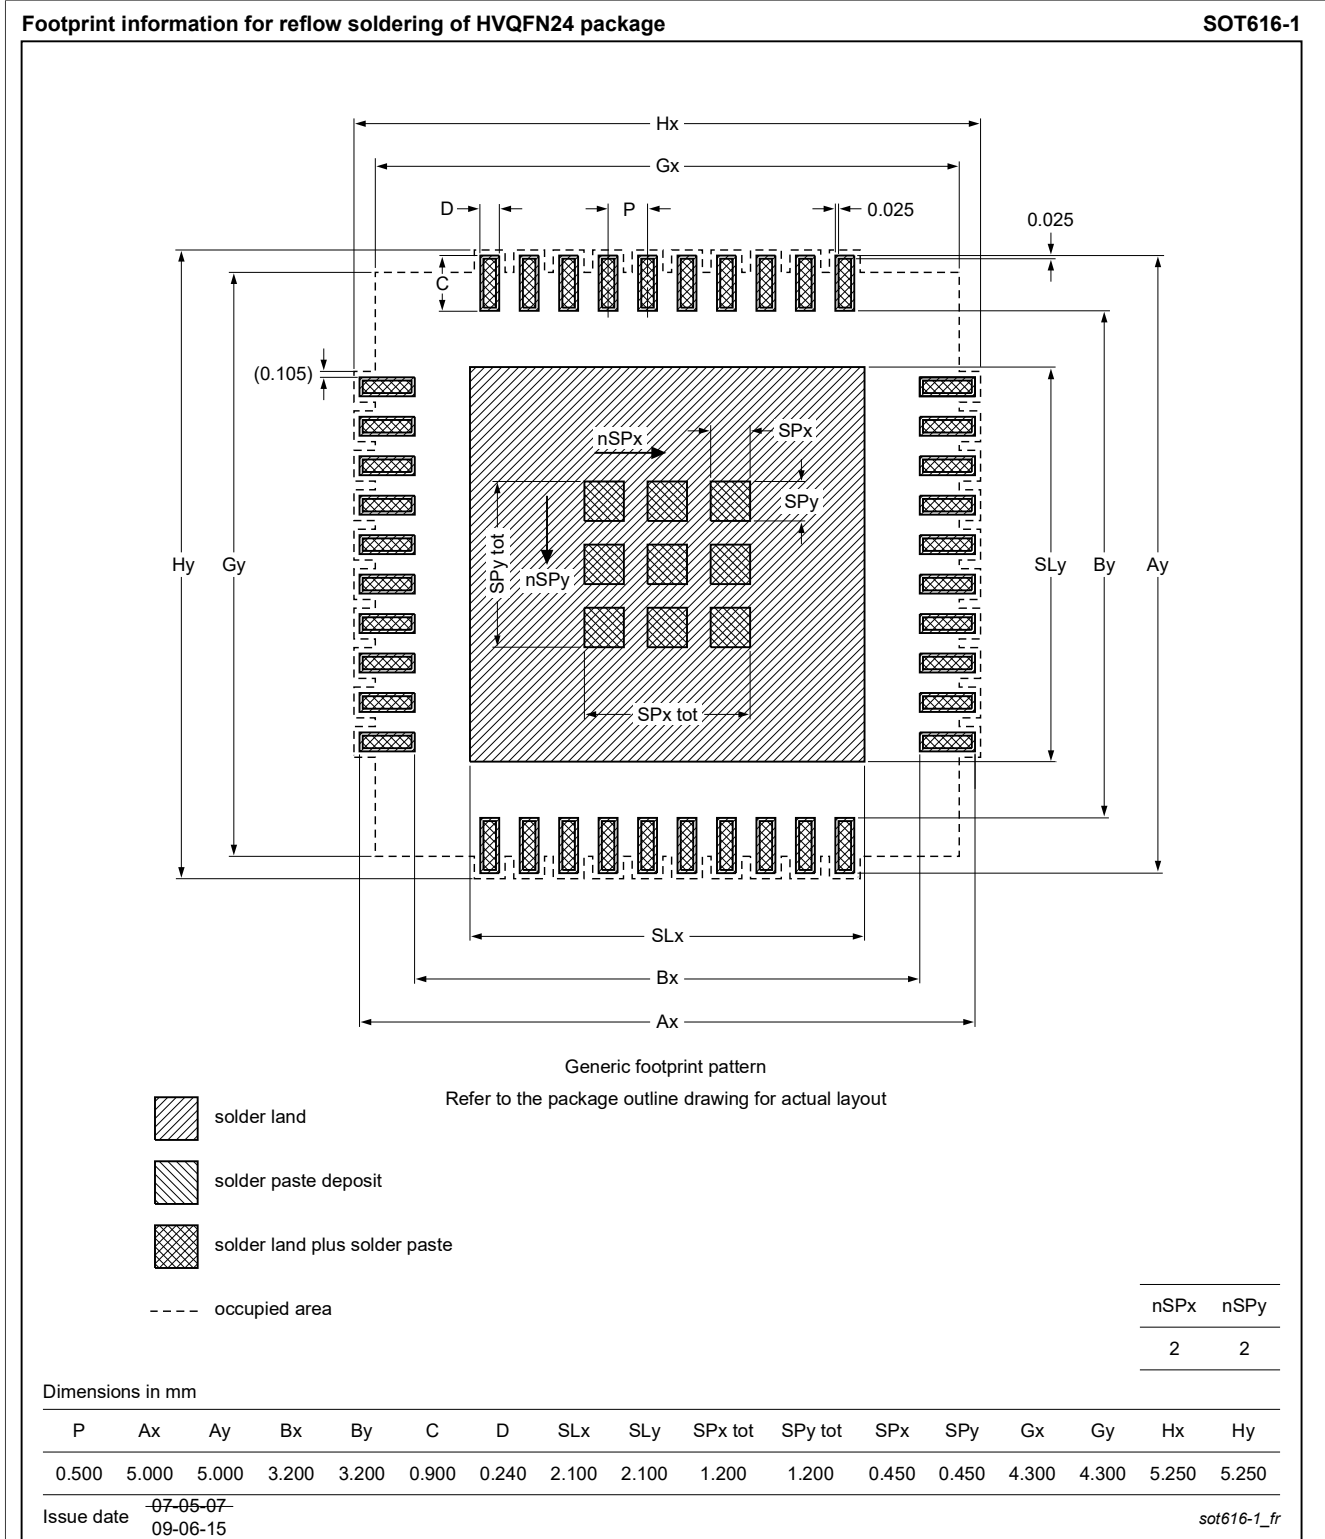 Footprint information for reflow soldering of HVQFN24 package SOT616-1
Hx
Gx
D P 0.025 0.025
C
(0.105)
nSPx SPx
SPy
SPy tot
nSPy
Hy Gy SLy By Ay
SPx tot
SLx
Bx
Ax
Generic footprint pattern
Refer to the package outline drawing for actual layout
solder land
solder paste deposit
solder land plus solder paste
occupied area
nSPx nSPy
2 2
Dimensions in mm
P Ax Ay Bx By C D SLx SLy SPx tot SPy tot SPx SPy Gx Gy Hx Hy
0.500 5.000 5.000 3.200 3.200 0.900 0.240 2.100 2.100 1.200 1.200 0.450 0.450 4.300 4.300 5.250 5.250
Issue date 07-05-07
09-06-15
sot616-1_fr